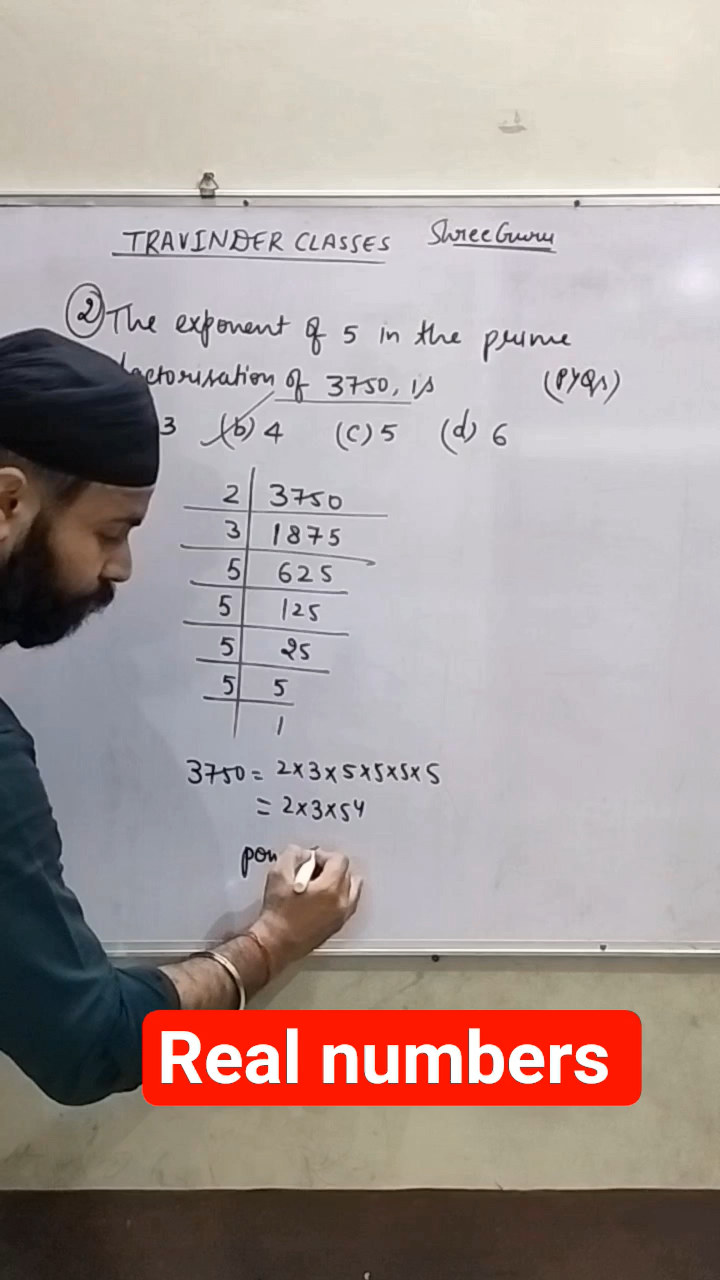 TRAVINDER CLASSES ShreeGuru
② The exponent of 5 in the prime
factorisation of 3750, is (PYQs)
3 (b) 4 (c) 5 (d) 6
2 3750
3 1875
5 625
5 125
5 25
5 5
1
3750 = 2×3×5×5×5×5
= 2×3×5⁴
Real numbers